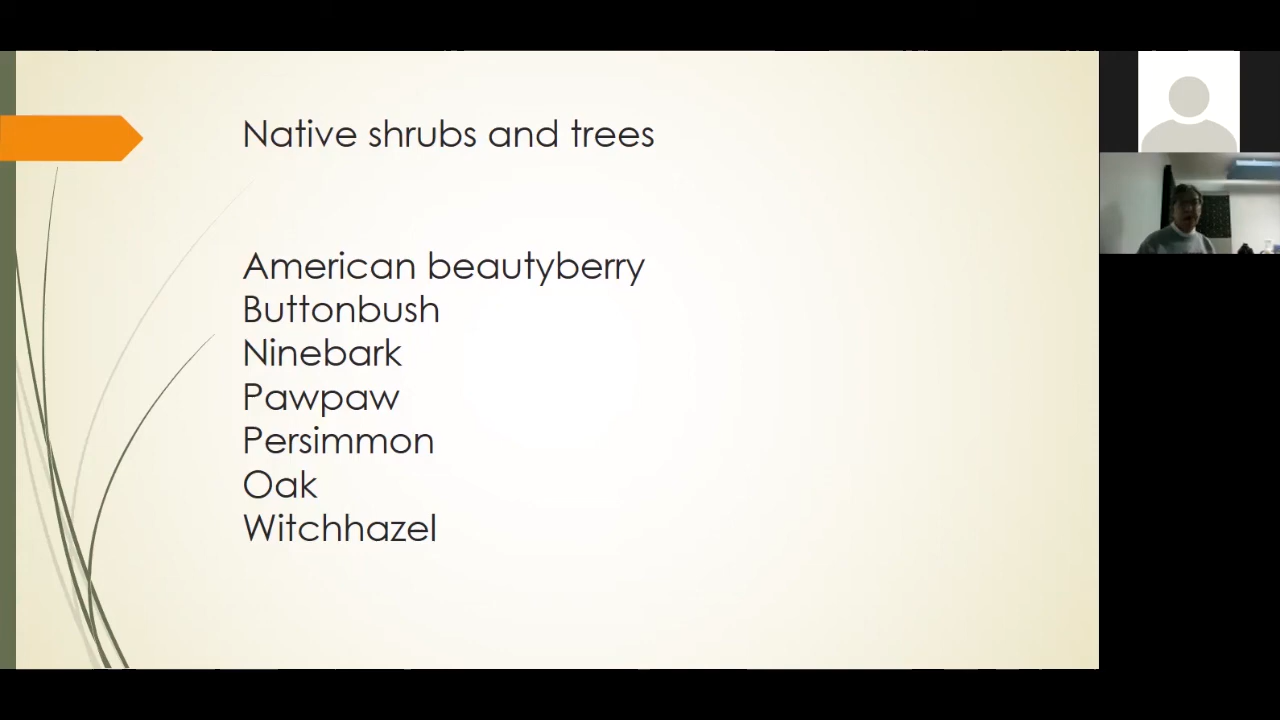 Native shrubs and trees
American beautyberry
Buttonbush
Ninebark
Pawpaw
Persimmon
Oak
Witchhazel